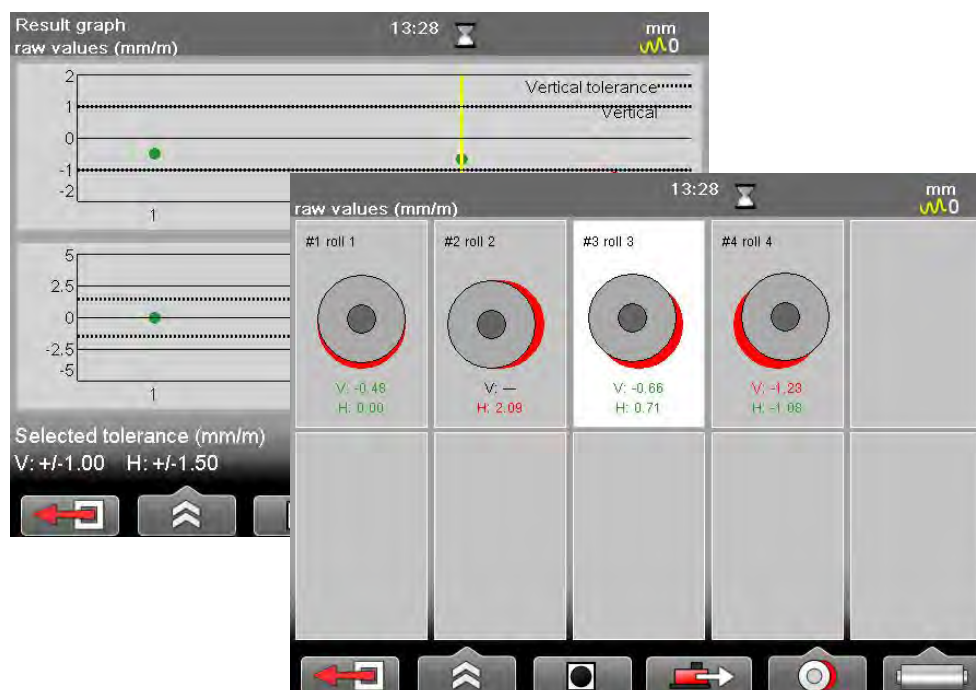 Result graph
13:28
mm
raw values (mm/m)
0
2
Vertical tolerance
1
Vertical
0
-1
-2
1
5
2.5
0
-2.5
-5
1
Selected tolerance (mm/m)
V: +/-1.00 H: +/-1.50
13:28
mm
raw values (mm/m)
0
#1 roll 1
#2 roll 2
#3 roll 3
#4 roll 4
V: -0.48
V: —
V: -0.66
V: -1.23
H: 0.00
H: 2.09
H: 0.71
H: -1.08